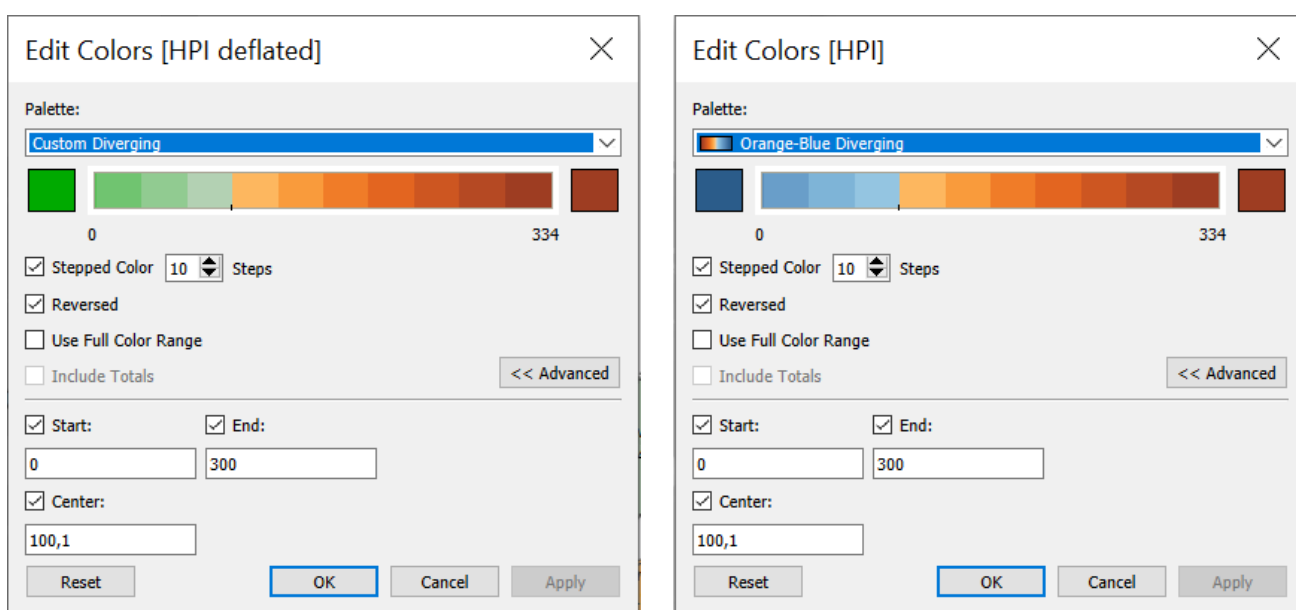 Edit Colors [HPI deflated]
Palette:
Custom Diverging
0 334
Stepped Color 10 Steps
Reversed
Use Full Color Range
Include Totals
<< Advanced
Start: End:
0 300
Center:
100,1
Reset OK Cancel Apply
Edit Colors [HPI]
Palette:
Orange-Blue Diverging
0 334
Stepped Color 10 Steps
Reversed
Use Full Color Range
Include Totals
<< Advanced
Start: End:
0 300
Center:
100,1
Reset OK Cancel Apply